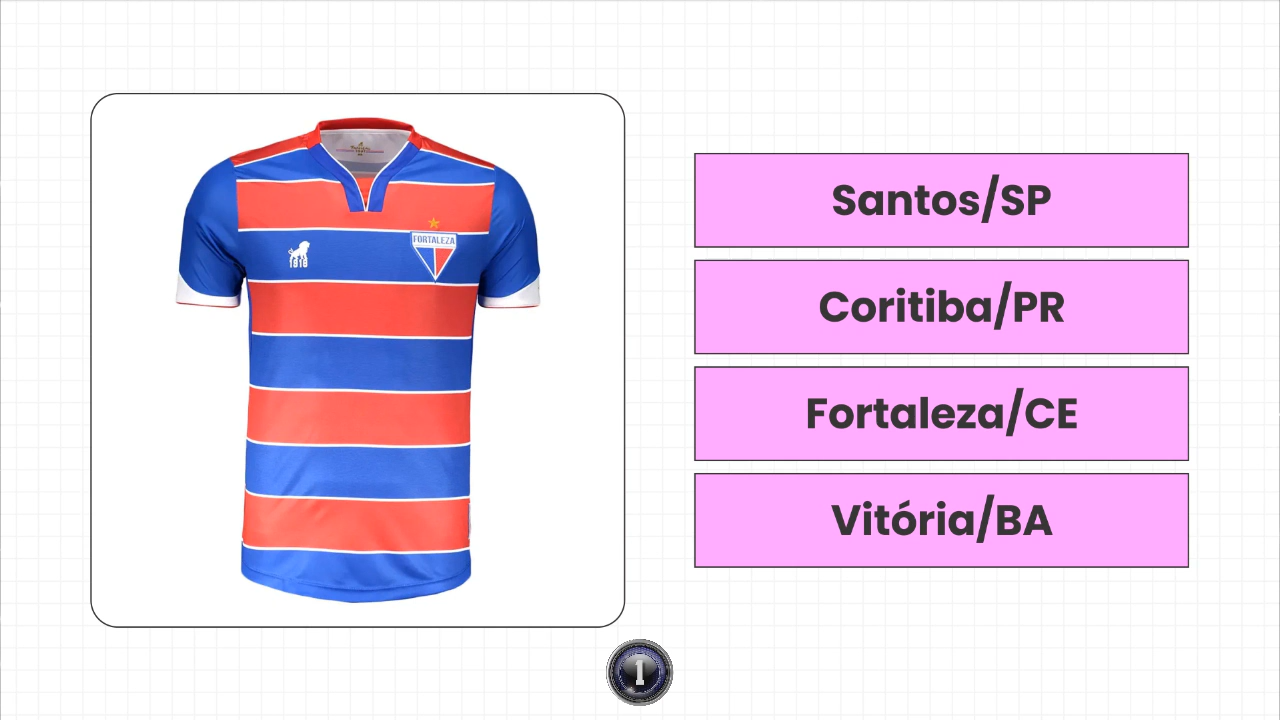 FORTALEZA
1918
Santos/SP
Coritiba/PR
Fortaleza/CE
Vitória/BA
1